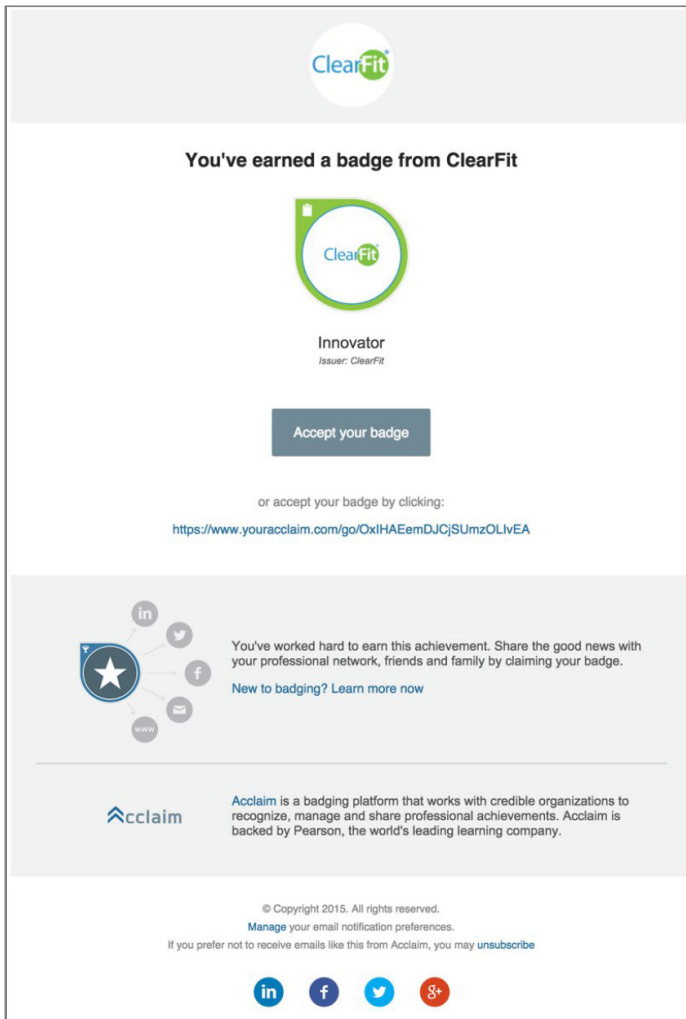 ClearFit
You've earned a badge from ClearFit
ClearFit
Innovator
Issuer: ClearFit
Accept your badge
or accept your badge by clicking:
https://www.youracclaim.com/go/OxIHAEemDJCjSUmzOLIvEA
in
f
www
You've worked hard to earn this achievement. Share the good news with
your professional network, friends and family by claiming your badge.
New to badging? Learn more now
Acclaim
Acclaim is a badging platform that works with credible organizations to
recognize, manage and share professional achievements. Acclaim is
backed by Pearson, the world's leading learning company.
© Copyright 2015. All rights reserved.
Manage your email notification preferences.
If you prefer not to receive emails like this from Acclaim, you may unsubscribe
in f g+